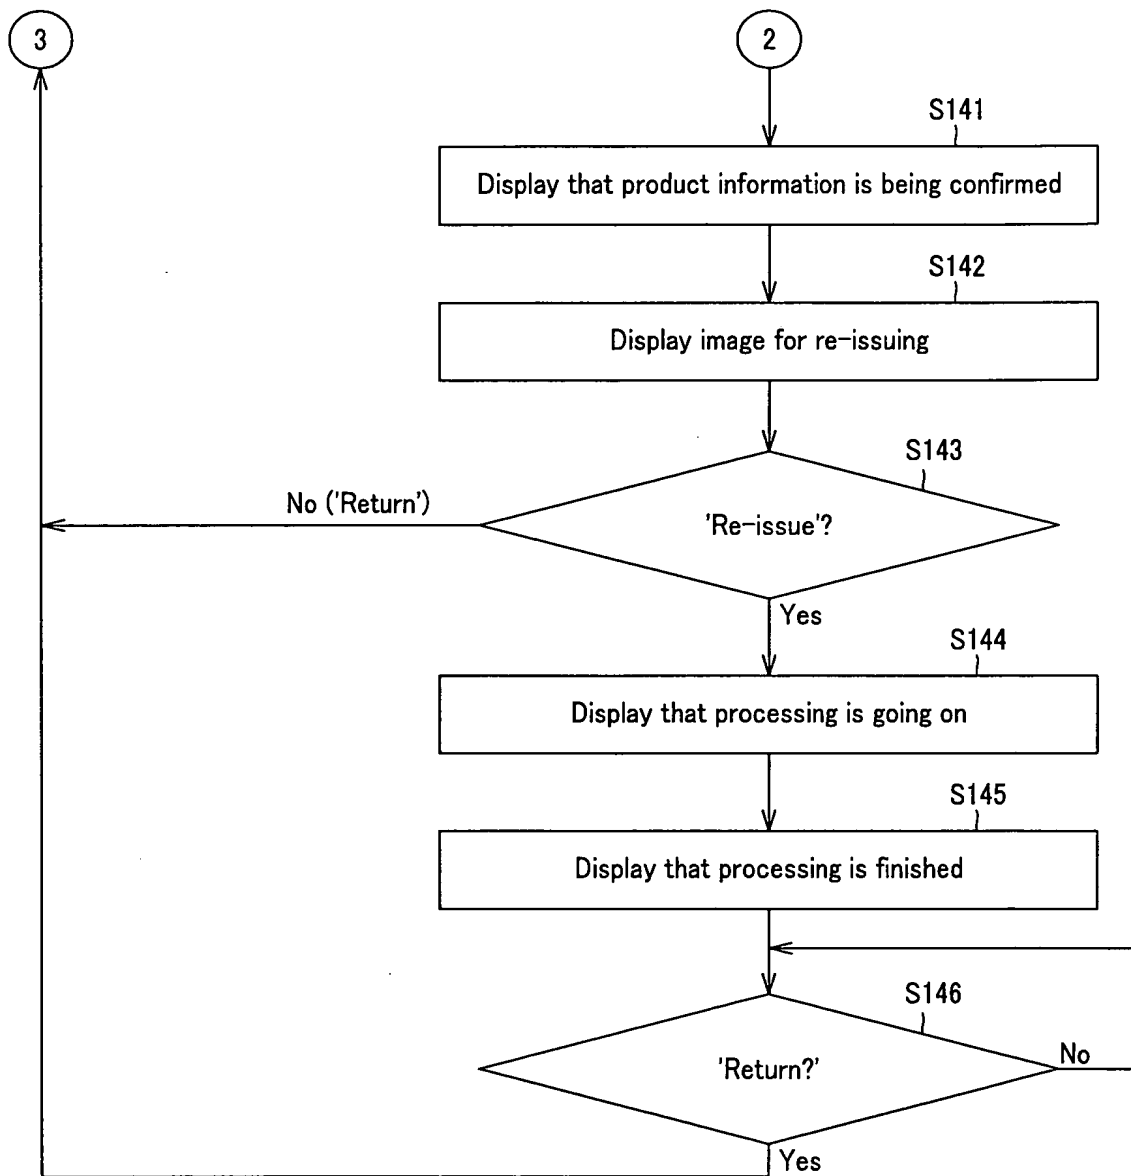 3
2
S141
Display that product information is being confirmed
S142
Display image for re-issuing
S143
No ('Return')
'Re-issue'?
Yes
S144
Display that processing is going on
S145
Display that processing is finished
S146
'Return?'
No
Yes